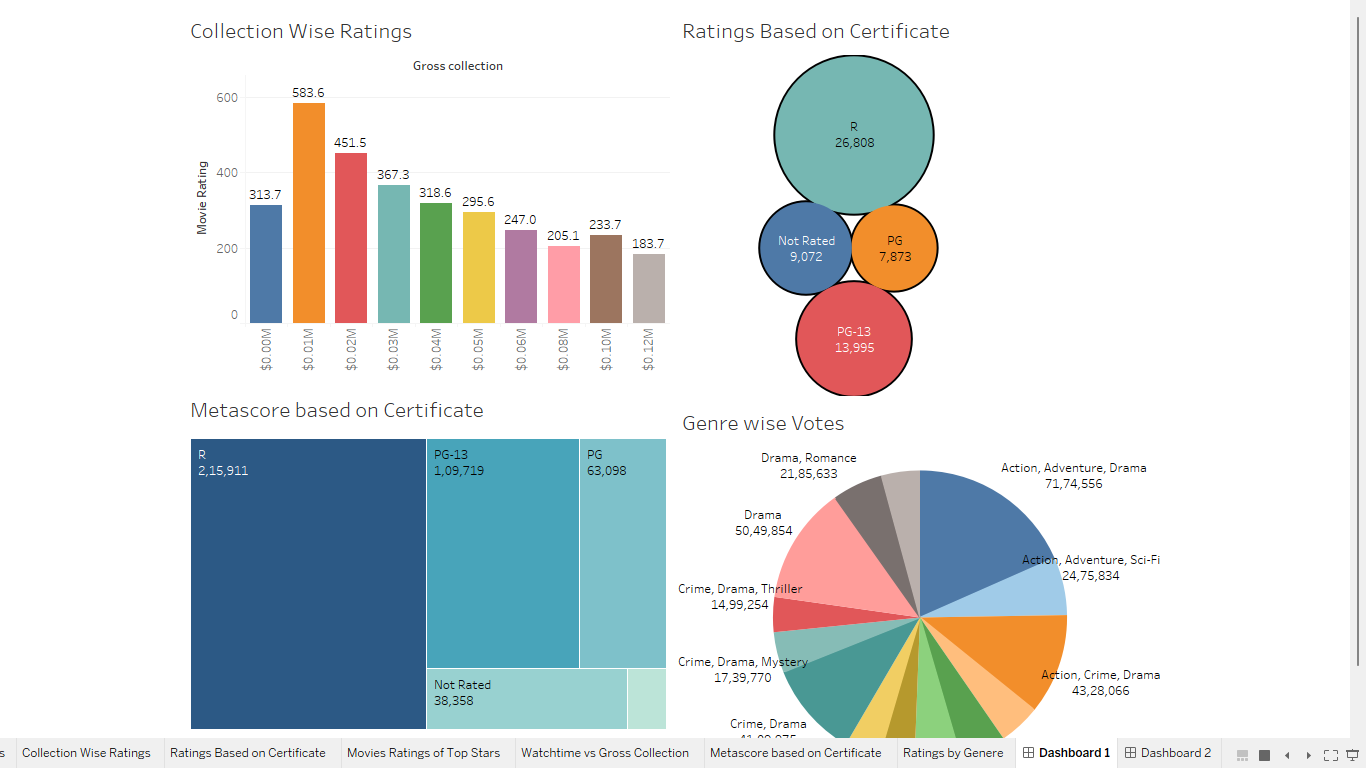 Collection Wise Ratings
Gross collection
Movie Rating
600
400
200
0
313.7
583.6
451.5
367.3
318.6
295.6
247.0
205.1
233.7
183.7
$0.00M
$0.01M
$0.02M
$0.03M
$0.04M
$0.05M
$0.06M
$0.08M
$0.10M
$0.12M
Ratings Based on Certificate
R
26,808
Not Rated
9,072
PG
7,873
PG-13
13,995
Metascore based on Certificate
R
2,15,911
PG-13
1,09,719
PG
63,098
Not Rated
38,358
Genre wise Votes
Drama, Romance
21,85,633
Action, Adventure, Drama
71,74,556
Drama
50,49,854
Action, Adventure, Sci-Fi
24,75,834
Crime, Drama, Thriller
14,99,254
Crime, Drama, Mystery
17,39,770
Action, Crime, Drama
43,28,066
Crime, Drama
s
Collection Wise Ratings
Ratings Based on Certificate
Movies Ratings of Top Stars
Watchtime vs Gross Collection
Metascore based on Certificate
Ratings by Genere
Dashboard 1
Dashboard 2